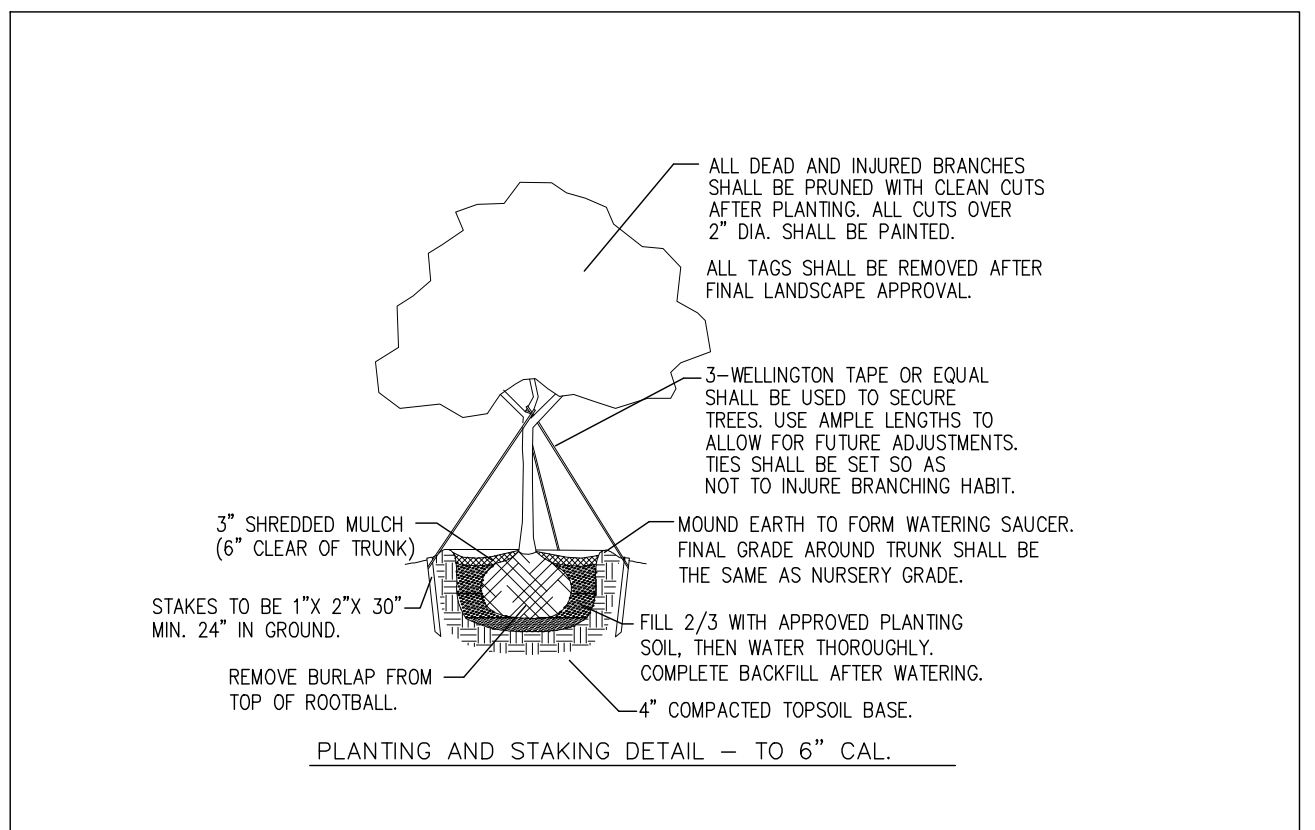 ALL DEAD AND INJURED BRANCHES
SHALL BE PRUNED WITH CLEAN CUTS
AFTER PLANTING. ALL CUTS OVER
2" DIA. SHALL BE PAINTED.
ALL TAGS SHALL BE REMOVED AFTER
FINAL LANDSCAPE APPROVAL.
3-WELLINGTON TAPE OR EQUAL
SHALL BE USED TO SECURE
TREES. USE AMPLE LENGTHS TO
ALLOW FOR FUTURE ADJUSTMENTS.
TIES SHALL BE SET SO AS
NOT TO INJURE BRANCHING HABIT.
3" SHREDDED MULCH
(6" CLEAR OF TRUNK)
MOUND EARTH TO FORM WATERING SAUCER.
FINAL GRADE AROUND TRUNK SHALL BE
THE SAME AS NURSERY GRADE.
STAKES TO BE 1"X 2"X 30"
MIN. 24" IN GROUND.
FILL 2/3 WITH APPROVED PLANTING
SOIL, THEN WATER THOROUGHLY.
COMPLETE BACKFILL AFTER WATERING.
REMOVE BURLAP FROM
TOP OF ROOTBALL.
4" COMPACTED TOPSOIL BASE.
PLANTING AND STAKING DETAIL - TO 6" CAL.